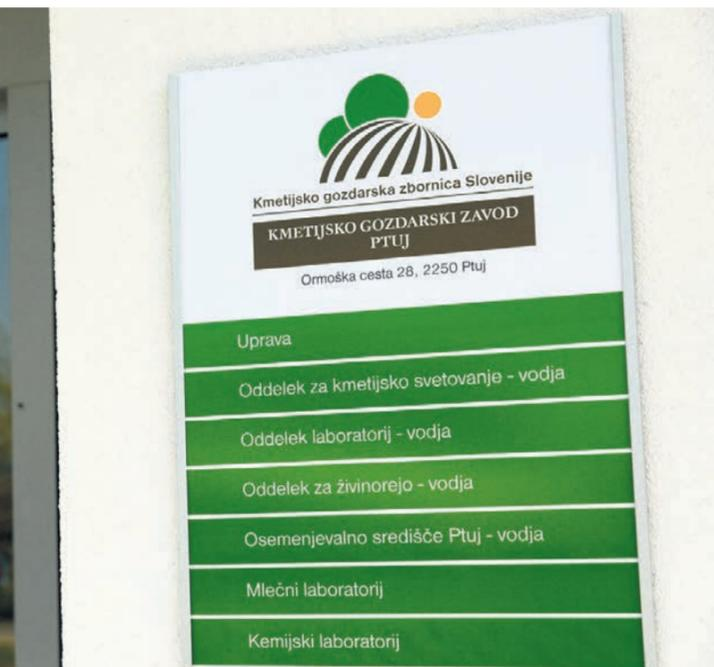 Kmetijsko gozdarska zbornica Slovenije
KMETIJSKO GOZDARSKI ZAVOD
PTUJ
Ormoška cesta 28, 2250 Ptuj
Uprava
Oddelek za kmetijsko svetovanje - vodja
Oddelek laboratorij - vodja
Oddelek za živinorejo - vodja
Osemenjevalno središče Ptuj - vodja
Mlečni laboratorij
Kemijski laboratorij